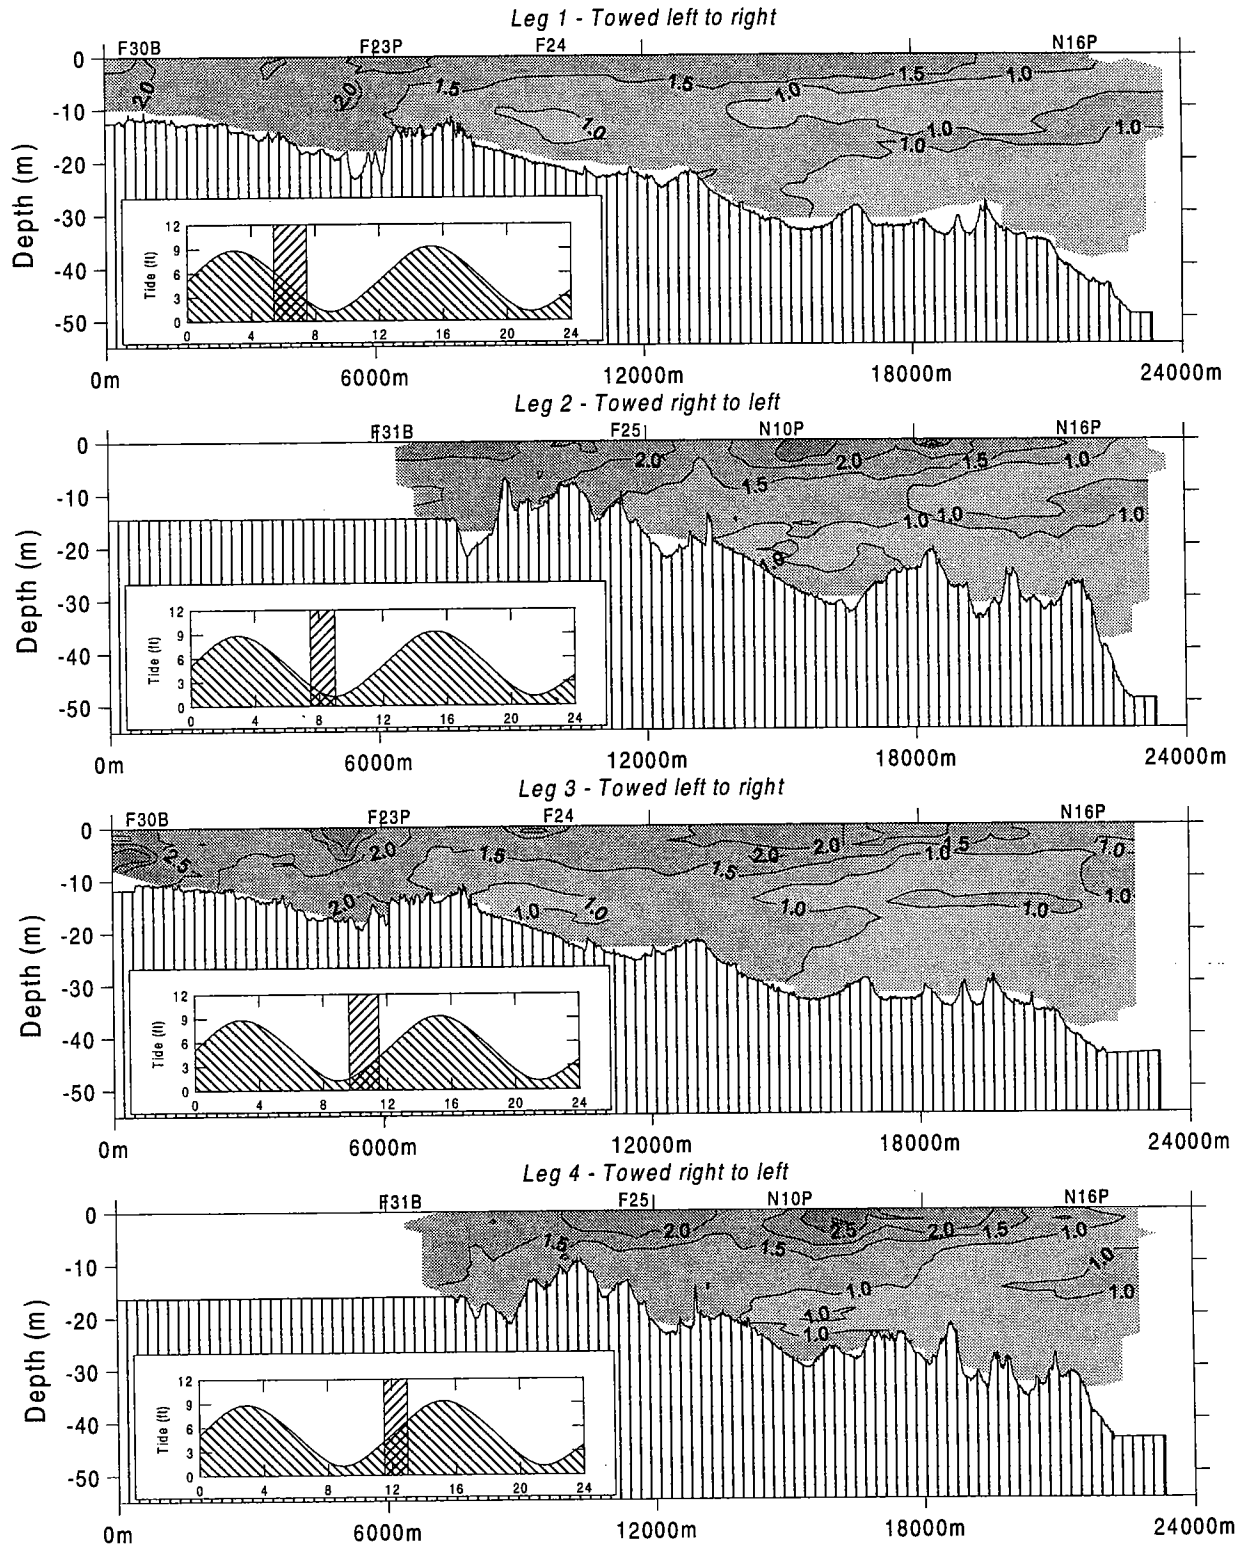 Leg 1 - Towed left to right
F30B F23P F24 N16P
0
-10
-20
-30
-40
-50
Depth (m)
2.0 2.0 1.5 1.5 1.5 1.0 1.0 1.0 1.0 1.0 1.0
12
9
6
3
0
Tide (ft)
0 4 8 12 16 20 24
0m 6000m 12000m 18000m 24000m
Leg 2 - Towed right to left
F31B F25 N10P N16P
0
-10
-20
-30
-40
-50
Depth (m)
2.0 2.0 1.5 1.0 1.5 1.0 1.0 1.0 1.0
12
9
6
3
0
Tide (ft)
0 4 8 12 16 20 24
0m 6000m 12000m 18000m 24000m
Leg 3 - Towed left to right
F30B F23P F24 N16P
0
-10
-20
-30
-40
-50
Depth (m)
2.5 2.0 1.5 2.0 2.0 1.5 1.0 1.5 1.0 2.0 1.0 1.0 1.0 1.0 1.0
12
9
6
3
0
Tide (ft)
0 4 8 12 16 20 24
0m 6000m 12000m 18000m 24000m
Leg 4 - Towed right to left
F31B F25 N10P N16P
0
-10
-20
-30
-40
-50
Depth (m)
1.5 2.0 1.5 2.5 2.0 1.5 1.0 1.0 1.0 1.0 1.0 1.0
12
9
6
3
0
Tide (ft)
0 4 8 12 16 20 24
0m 6000m 12000m 18000m 24000m